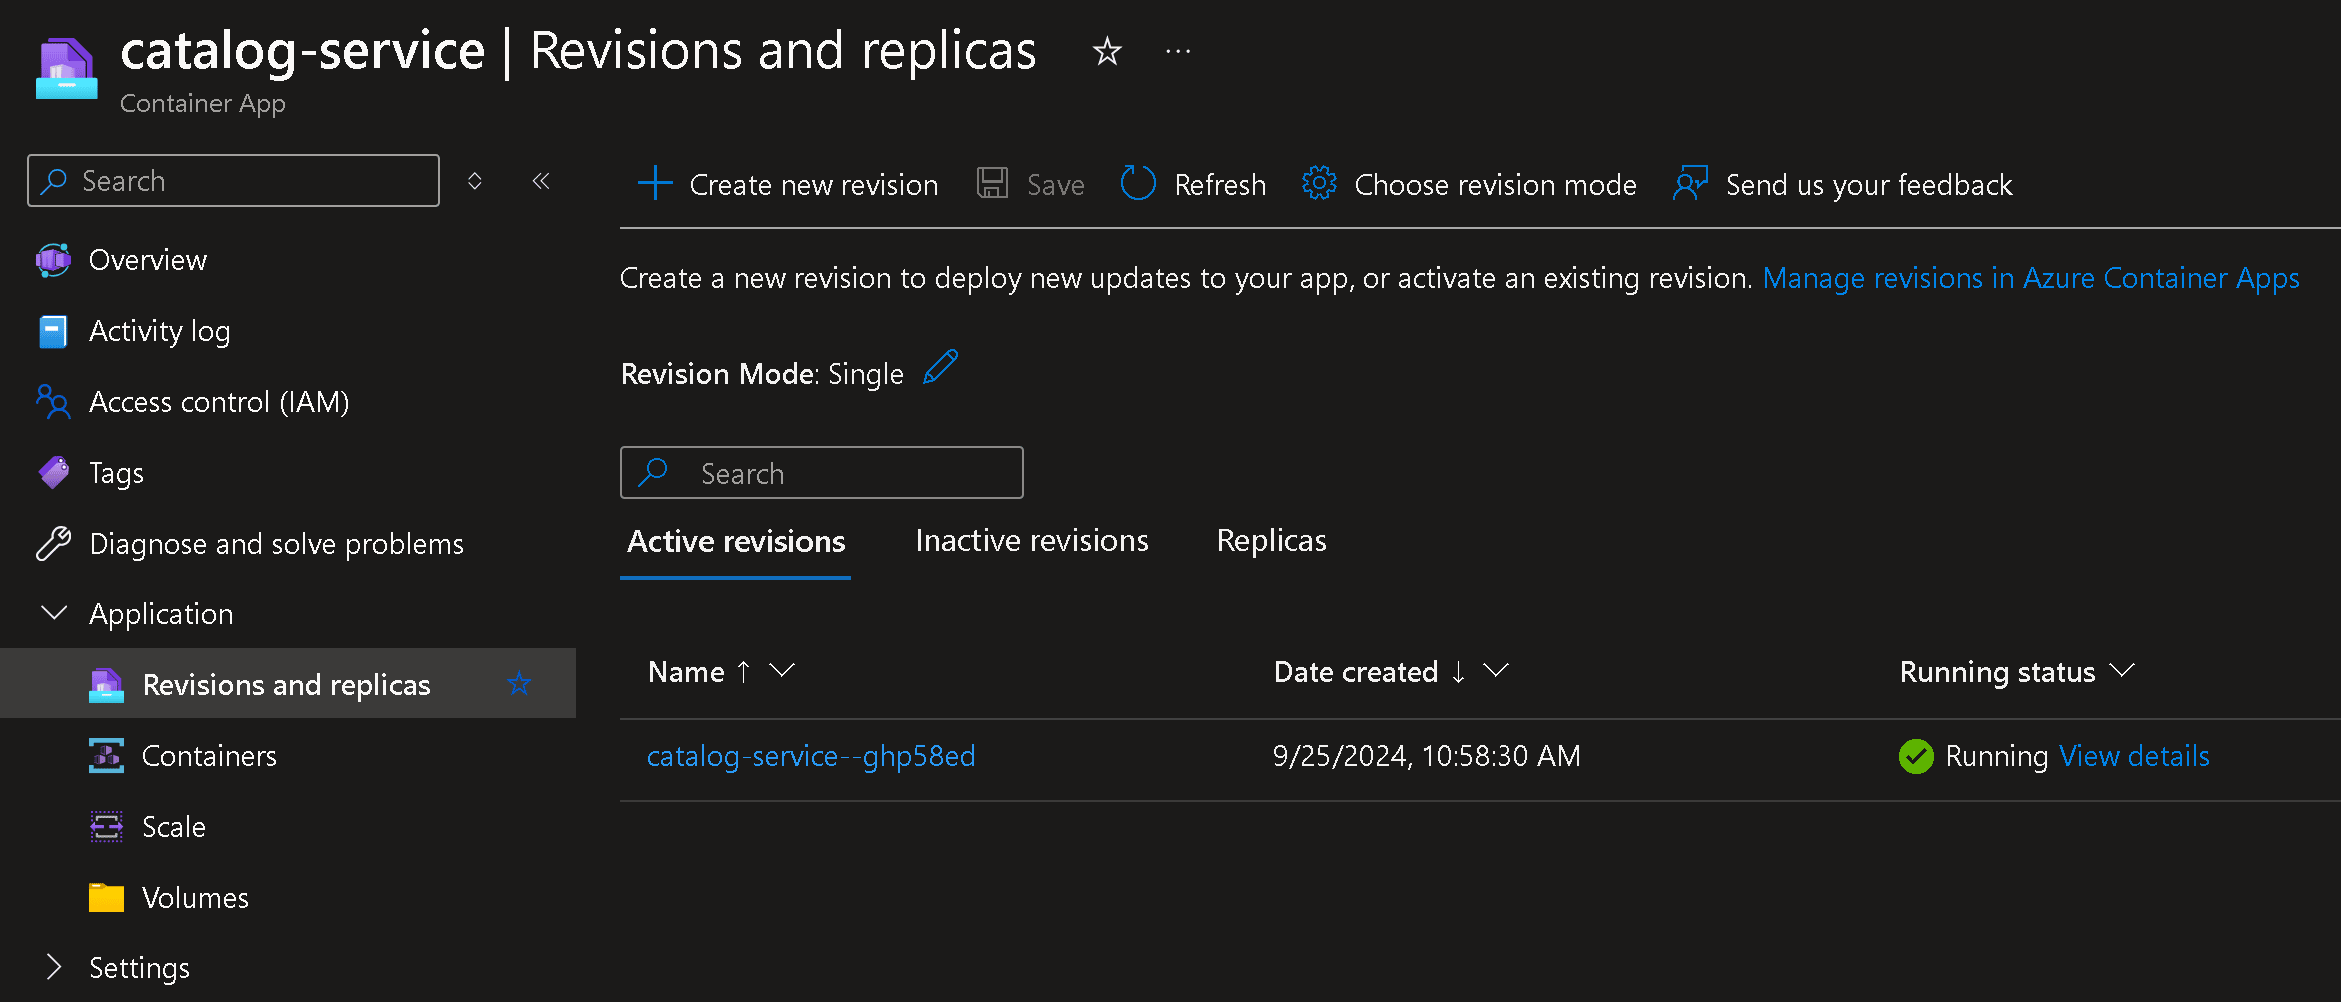 catalog-service | Revisions and replicas
Container App
Search
Create new revision Save Refresh Choose revision mode Send us your feedback
Overview
Activity log
Access control (IAM)
Tags
Diagnose and solve problems
Application
Revisions and replicas
Containers
Scale
Volumes
Settings
Create a new revision to deploy new updates to your app, or activate an existing revision. Manage revisions in Azure Container Apps
Revision Mode: Single
Search
Active revisions Inactive revisions Replicas
Name ↑ Date created ↓ Running status
catalog-service--ghp58ed 9/25/2024, 10:58:30 AM Running View details